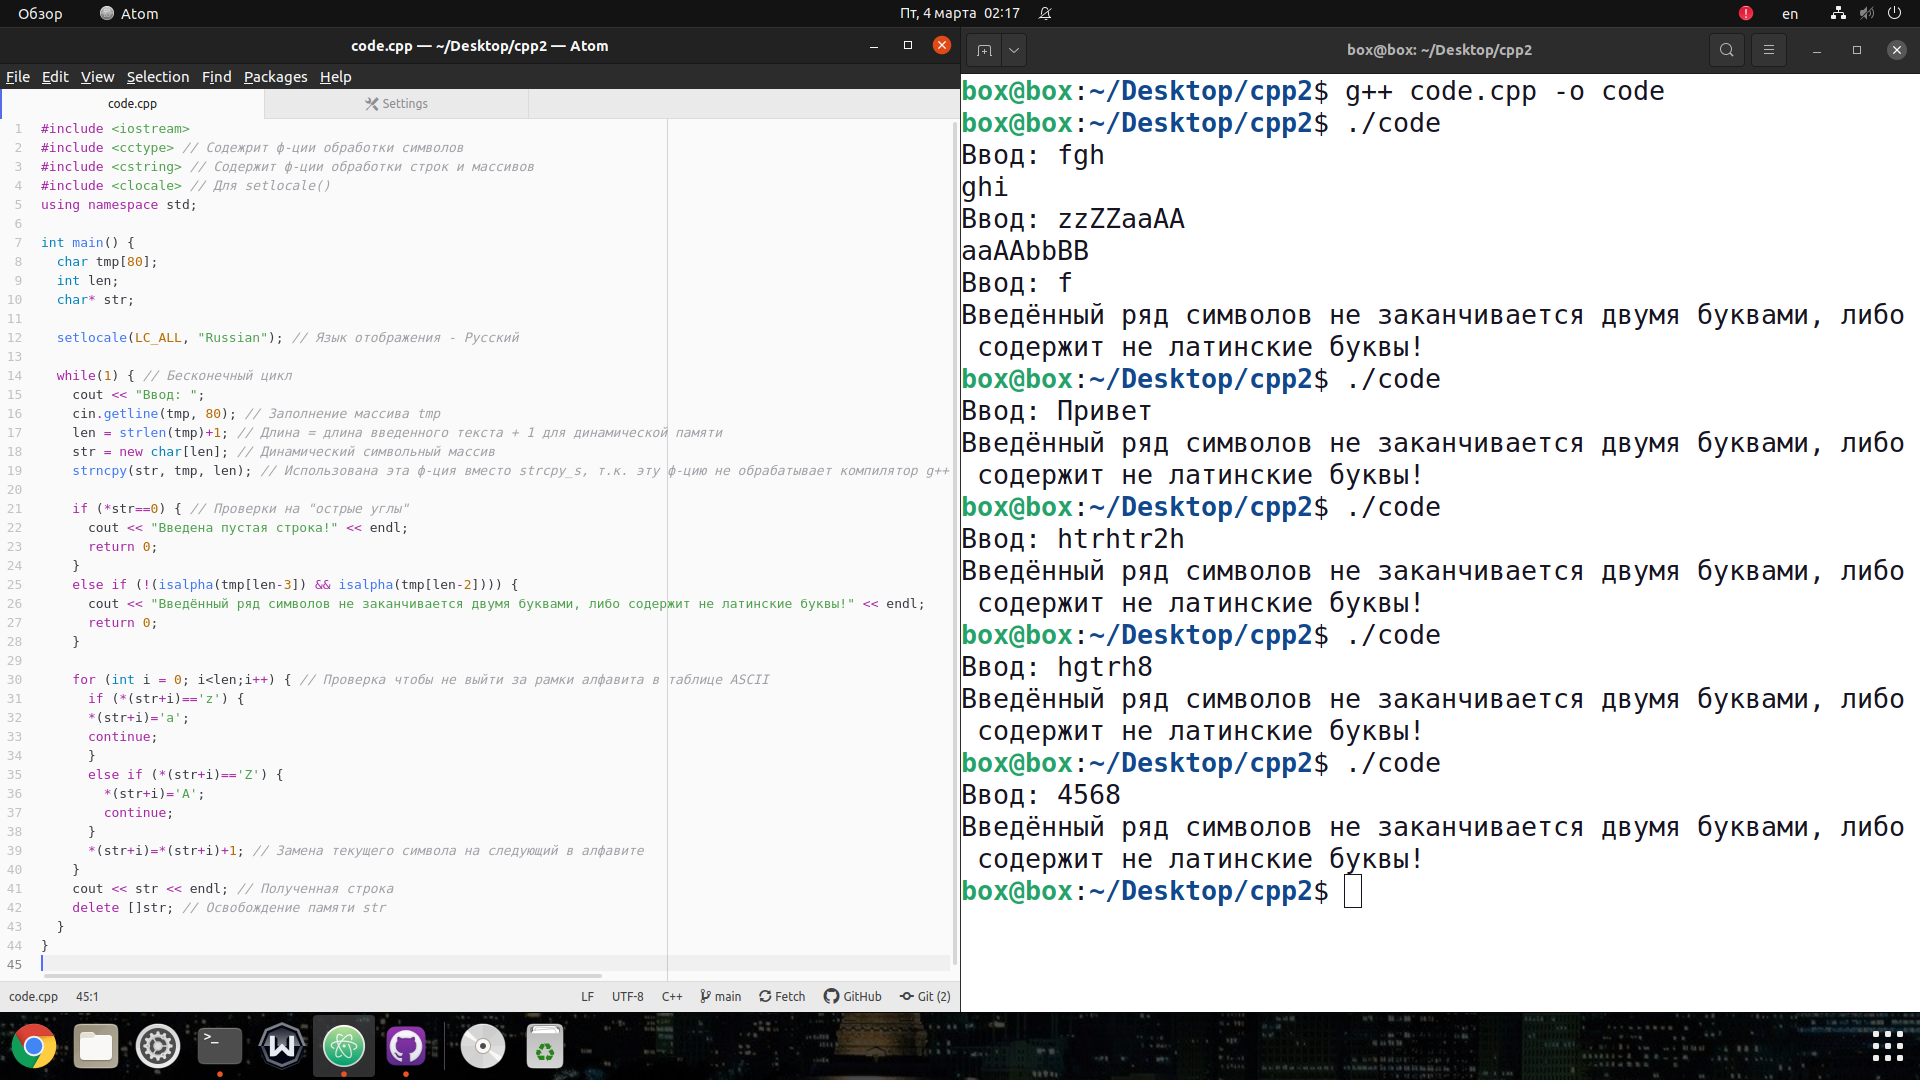 Обзор
Atom
Пт, 4 марта 02:17
en
code.cpp — ~/Desktop/cpp2 — Atom
File Edit View Selection Find Packages Help
code.cpp
Settings
1 #include <iostream>
2 #include <cctype> // Содежрит ф-ции обработки символов
3 #include <cstring> // Содержит ф-ции обработки строк и массивов
4 #include <clocale> // Для setlocale()
5 using namespace std;
6
7 int main() {
8 char tmp[80];
9 int len;
10 char* str;
11
12 setlocale(LC_ALL, "Russian"); // Язык отображения - Русский
13
14 while(1) { // Бесконечный цикл
15 cout << "Ввод: ";
16 cin.getline(tmp, 80); // Заполнение массива tmp
17 len = strlen(tmp)+1; // Длина = длина введенного текста + 1 для динамической памяти
18 str = new char[len]; // Динамический символьный массив
19 strncpy(str, tmp, len); // Использована эта ф-ция вместо strcpy_s, т.к. эту ф-цию не обрабатывает компилятор g++
20
21 if (*str==0) { // Проверки на "острые углы"
22 cout << "Введена пустая строка!" << endl;
23 return 0;
24 }
25 else if (!(isalpha(tmp[len-3]) && isalpha(tmp[len-2]))) {
26 cout << "Введённый ряд символов не заканчивается двумя буквами, либо содержит не латинские буквы!" << endl;
27 return 0;
28 }
29
30 for (int i = 0; i<len;i++) { // Проверка чтобы не выйти за рамки алфавита в таблице ASCII
31 if (*(str+i)=='z') {
32 *(str+i)='a';
33 continue;
34 }
35 else if (*(str+i)=='Z') {
36 *(str+i)='A';
37 continue;
38 }
39 *(str+i)=*(str+i)+1; // Замена текущего символа на следующий в алфавите
40 }
41 cout << str << endl; // Полученная строка
42 delete []str; // Освобождение памяти str
43 }
44 }
45
code.cpp 45:1 LF UTF-8 C++ main Fetch GitHub Git (2)
box@box: ~/Desktop/cpp2
box@box:~/Desktop/cpp2$ g++ code.cpp -o code
box@box:~/Desktop/cpp2$ ./code
Ввод: fgh
ghi
Ввод: zzZZaaAA
aaAAbbBB
Ввод: f
Введённый ряд символов не заканчивается двумя буквами, либо
содержит не латинские буквы!
box@box:~/Desktop/cpp2$ ./code
Ввод: Привет
Введённый ряд символов не заканчивается двумя буквами, либо
содержит не латинские буквы!
box@box:~/Desktop/cpp2$ ./code
Ввод: htrhtr2h
Введённый ряд символов не заканчивается двумя буквами, либо
содержит не латинские буквы!
box@box:~/Desktop/cpp2$ ./code
Ввод: hgtrh8
Введённый ряд символов не заканчивается двумя буквами, либо
содержит не латинские буквы!
box@box:~/Desktop/cpp2$ ./code
Ввод: 4568
Введённый ряд символов не заканчивается двумя буквами, либо
содержит не латинские буквы!
box@box:~/Desktop/cpp2$